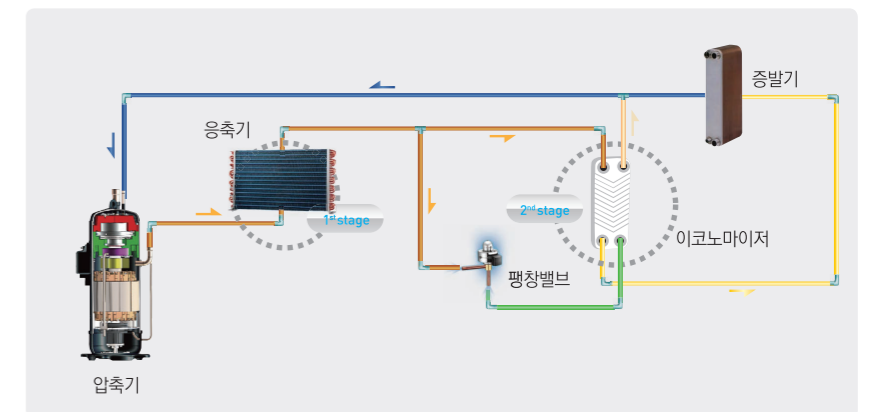 증발기
응축기
1st stage
2nd stage
이코노마이저
팽창밸브
압축기